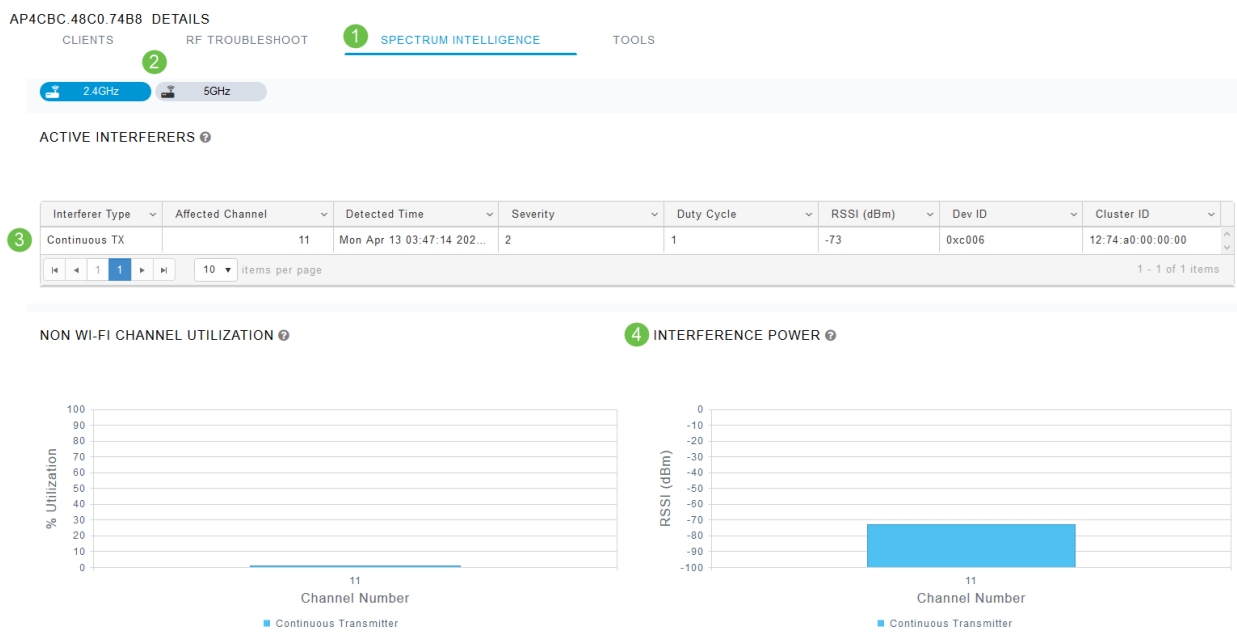 AP4CBC.48C0.74B8 DETAILS
CLIENTS RF TROUBLESHOOT 1 SPECTRUM INTELLIGENCE TOOLS
2
2.4GHz 5GHz
ACTIVE INTERFERERS ?
Interferer Type Affected Channel Detected Time Severity Duty Cycle RSSI (dBm) Dev ID Cluster ID
3 Continuous TX 11 Mon Apr 13 03:47:14 202... 2 1 -73 0xc006 12:74:a0:00:00:00
1 1 10 items per page 1 - 1 of 1 items
NON WI-FI CHANNEL UTILIZATION ?
100
90
80
70
60
50
40
30
20
10
0
% Utilization
11
Channel Number
Continuous Transmitter
4 INTERFERENCE POWER ?
0
-10
-20
-30
-40
-50
-60
-70
-80
-90
-100
RSSI (dBm)
11
Channel Number
Continuous Transmitter